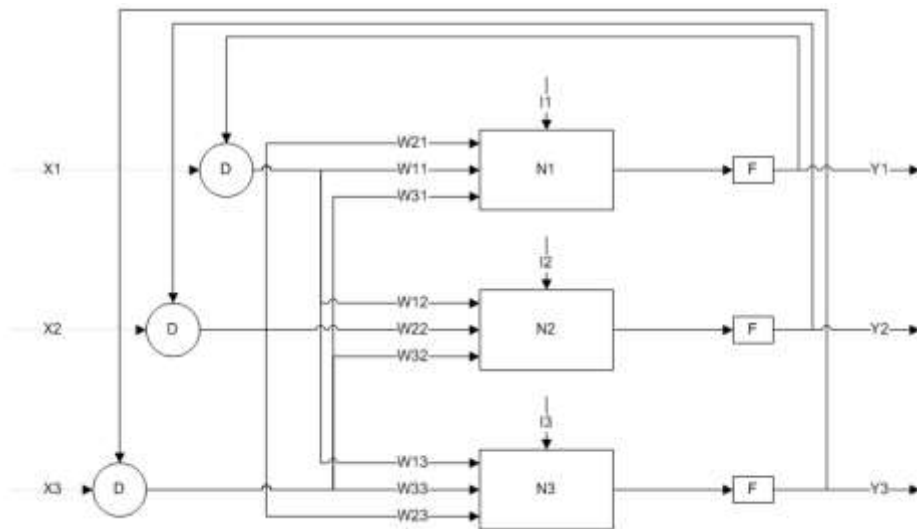 I1
W21
X1 D W11 N1 F Y1
W31
I2
W12
X2 D W22 N2 F Y2
W32
I3
W13
X3 D W33 N3 F Y3
W23